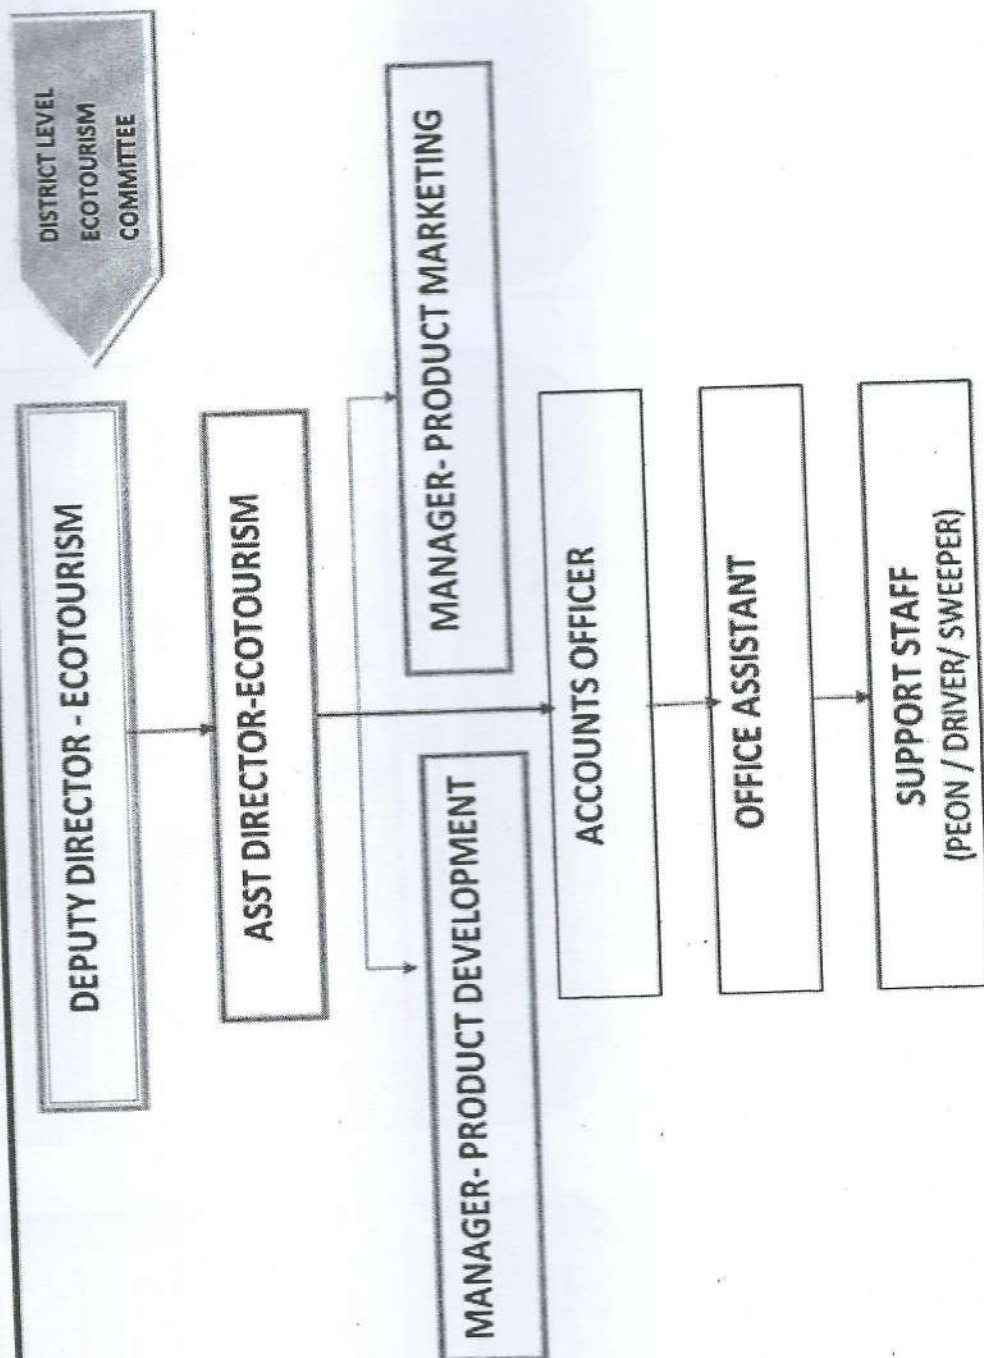 DISTRICT LEVEL
ECOTOURISM
COMMITTEE
DEPUTY DIRECTOR - ECOTOURISM
ASST DIRECTOR-ECOTOURISM
MANAGER- PRODUCT DEVELOPMENT
MANAGER- PRODUCT MARKETING
ACCOUNTS OFFICER
OFFICE ASSISTANT
SUPPORT STAFF
(PEON / DRIVER/ SWEEPER)